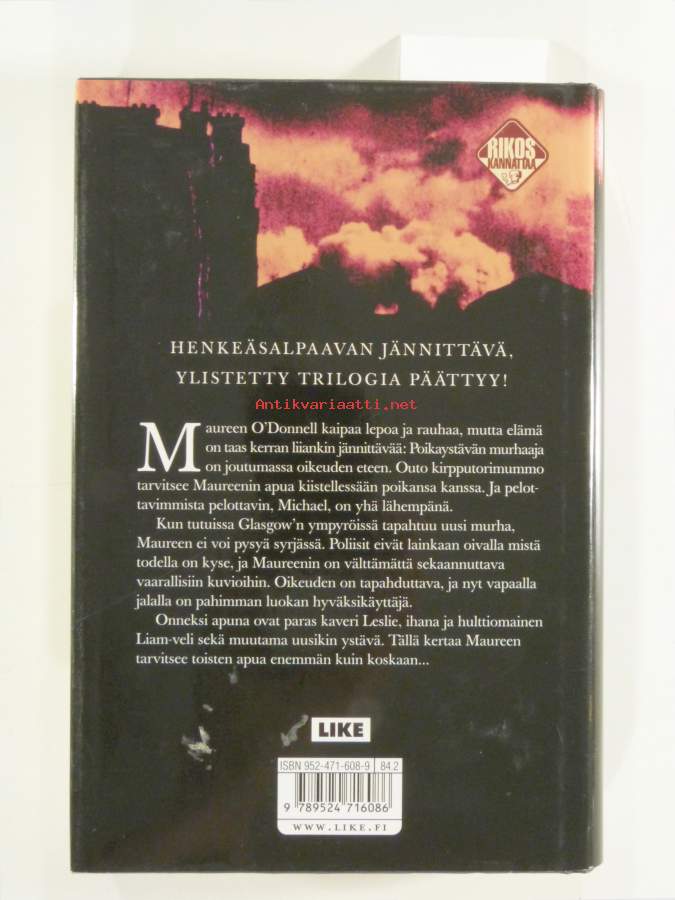 RIKOS
KANNATTAA
HENKEÄSALPAAVAN JÄNNITTÄVÄ,
YLISTETTY TRILOGIA PÄÄTTYY!
Antikvariaatti.net
Maureen O'Donnell kaipaa lepoa ja rauhaa, mutta elämä
on taas kerran liiankin jännittävää: Poikaystävän murhaaja
on joutumassa oikeuden eteen. Outo kirpputorimummo
tarvitsee Maureenin apua kiistellessään poikansa kanssa. Ja pelot-
tavimmista pelottavin, Michael, on yhä lähempänä.
Kun tutuissa Glasgow'n ympyröissä tapahtuu uusi murha,
Maureen ei voi pysyä syrjässä. Poliisit eivät lainkaan oivalla mistä
todella on kyse, ja Maureenin on välttämättä sekaannuttava
vaarallisiin kuvioihin. Oikeuden on tapahduttava, ja nyt vapaalla
jalalla on pahimman luokan hyväksikäyttäjä.
Onneksi apuna ovat paras kaveri Leslie, ihana ja hulttiomainen
Liam-veli sekä muutama uusikin ystävä. Tällä kertaa Maureen
tarvitsee toisten apua enemmän kuin koskaan...
LIKE
ISBN 952-471-608-9 84.2
9 789524 716086
WWW.LIKE.FI